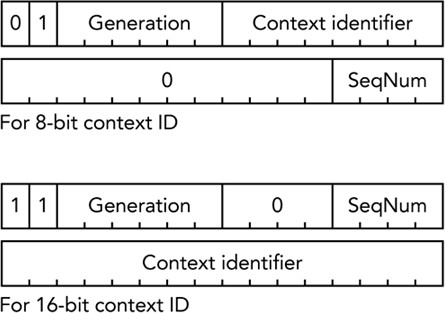 0 1 Generation Context identifier
0 SeqNum
For 8-bit context ID
1 1 Generation 0 SeqNum
Context identifier
For 16-bit context ID